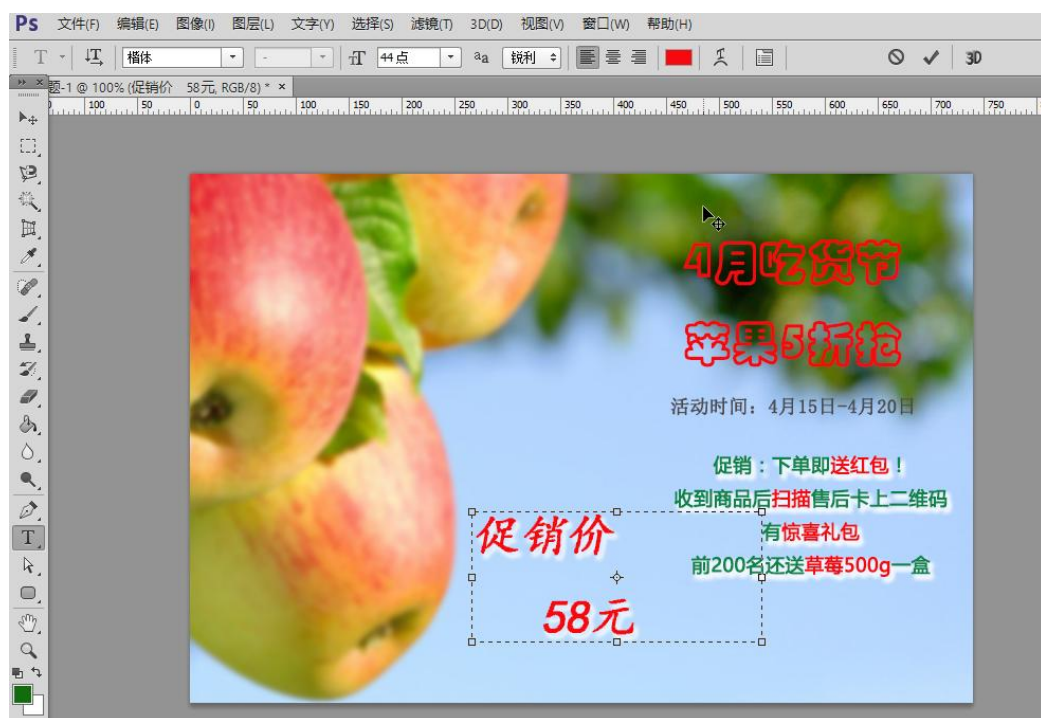 Ps 文件(F) 编辑(E) 图像(I) 图层(L) 文字(Y) 选择(S) 滤镜(T) 3D(D) 视图(V) 窗口(W) 帮助(H)
T 楷体 - 44点 aa 锐利 3D
题-1 @ 100% (促销价 58元, RGB/8) * ×
100 50 0 50 100 150 200 250 300 350 400 450 500 550 600 650 700 750
4月吃货节
苹果5折抢
活动时间：4月15日-4月20日
促销：下单即送红包！
收到商品后扫描售后卡上二维码
有惊喜礼包
前200名还送草莓500g一盒
促销价
58元